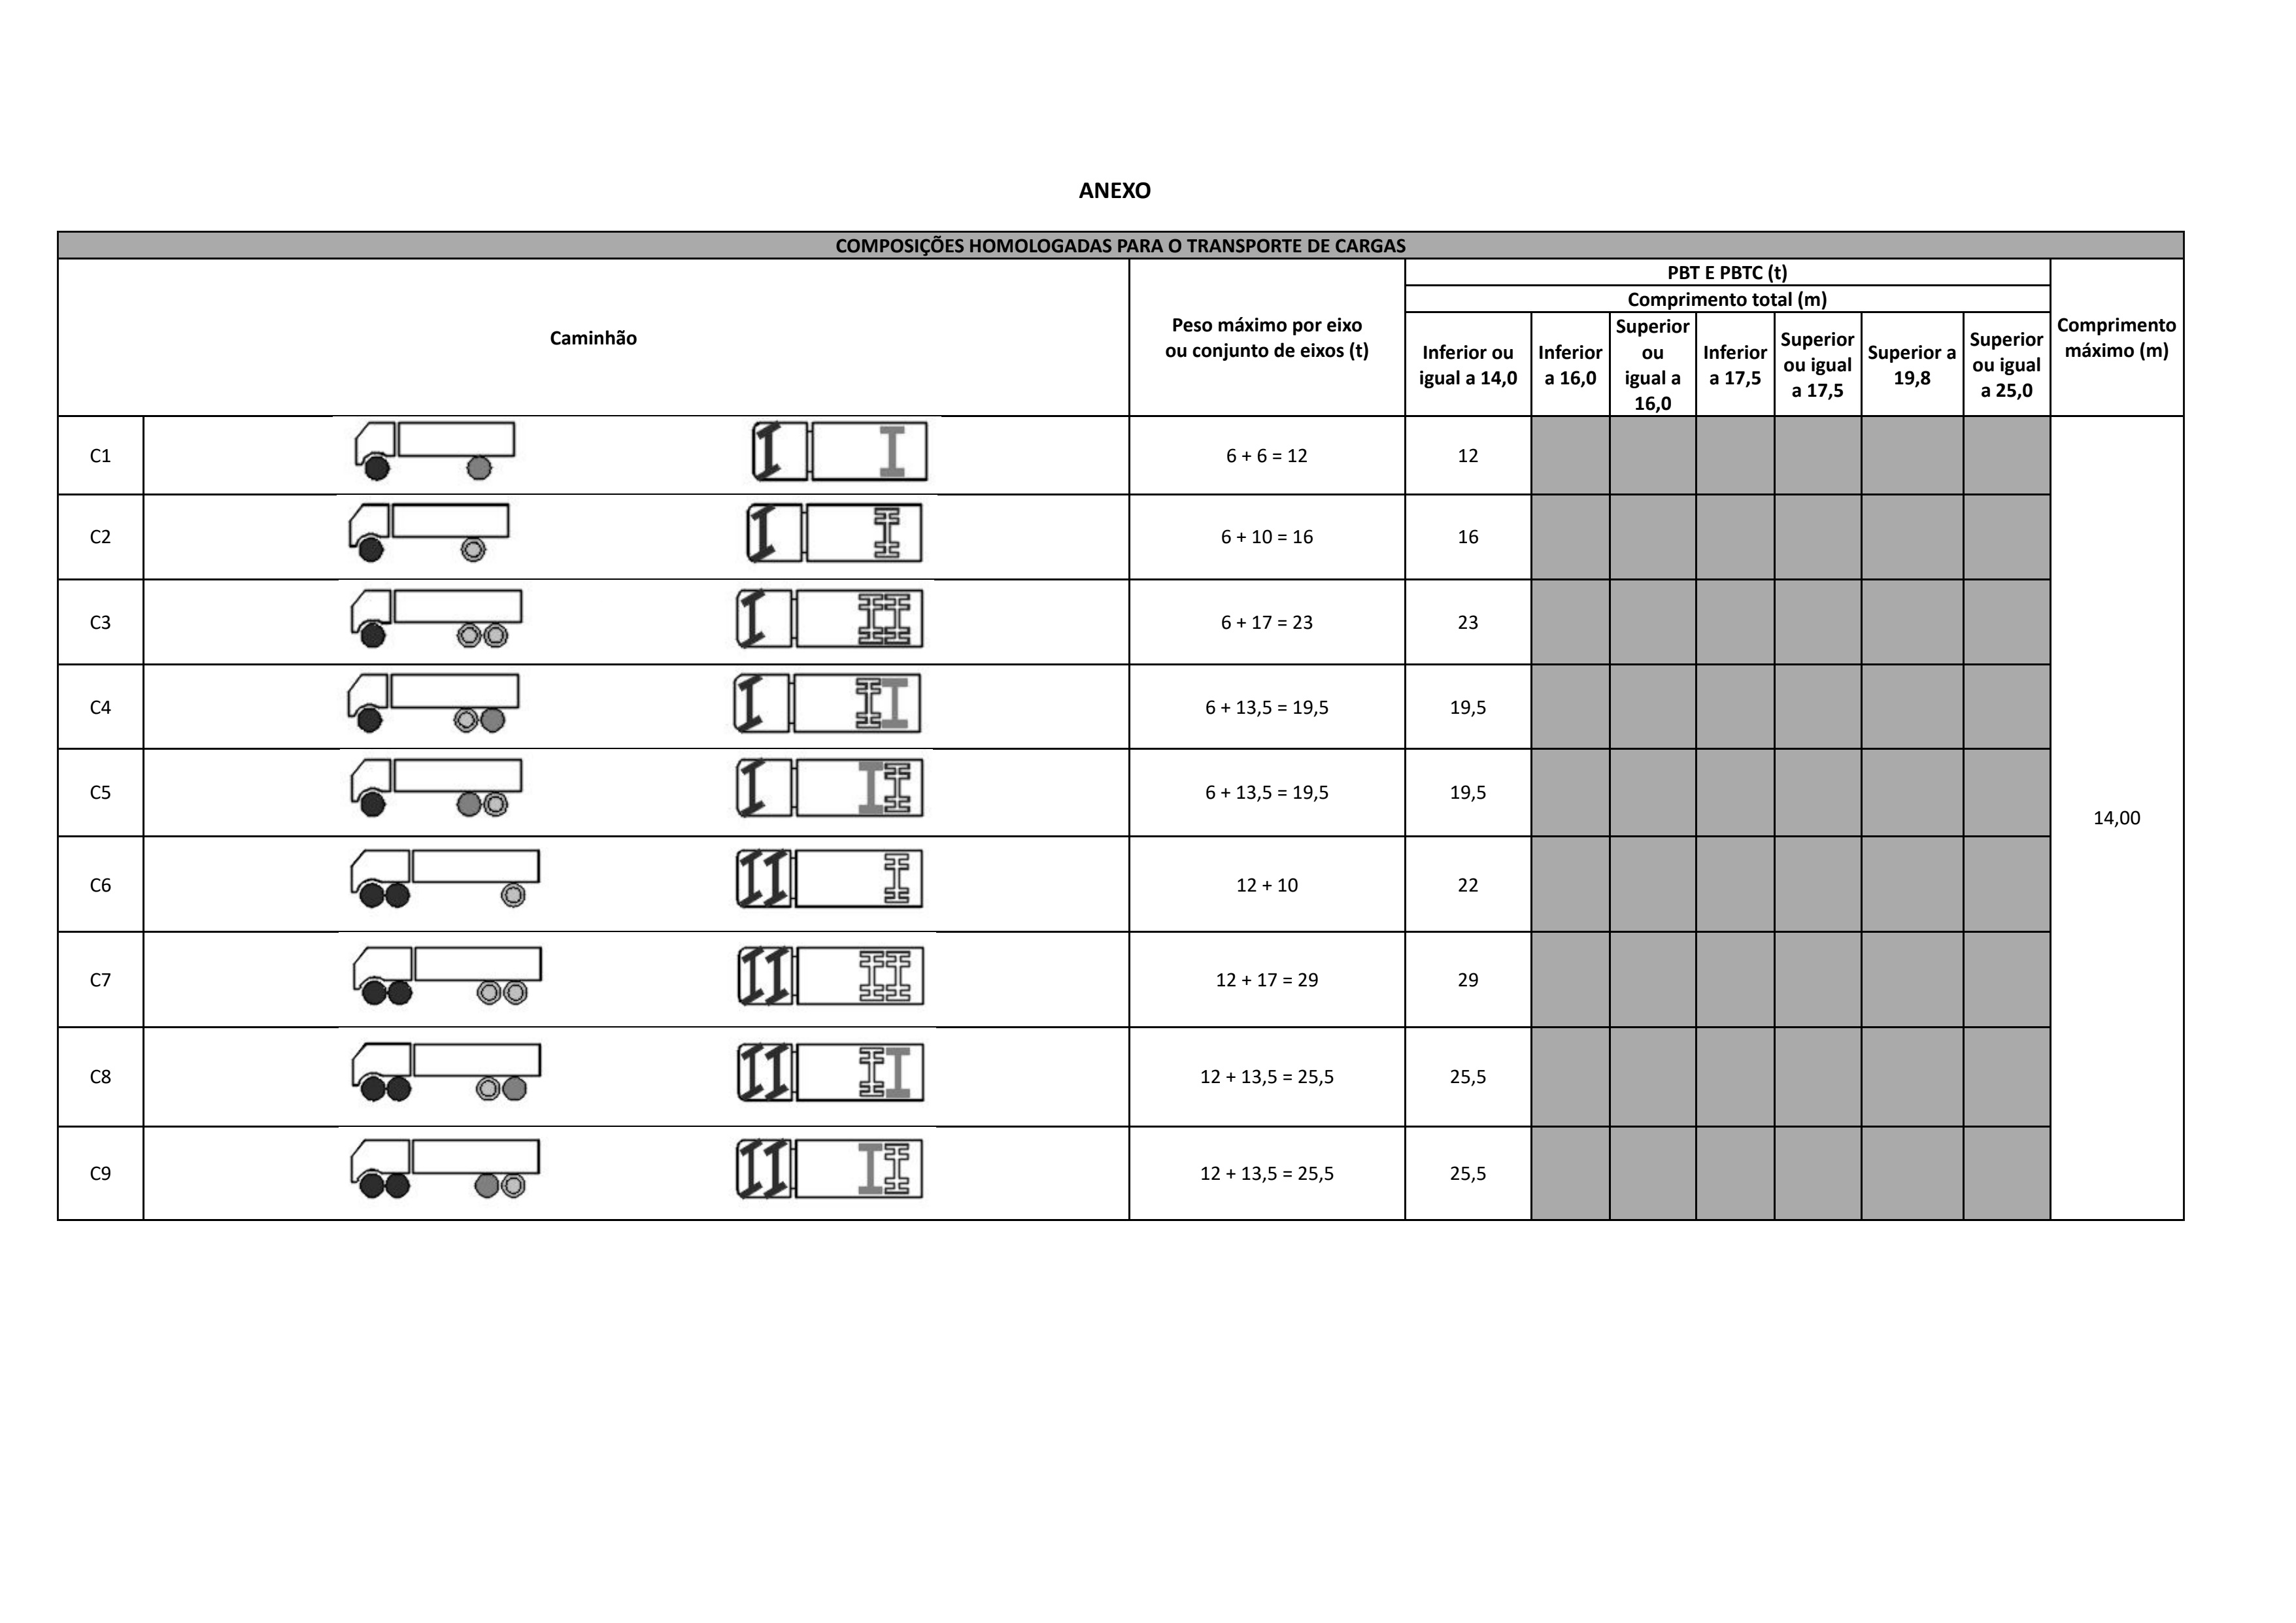 ANEXO
COMPOSIÇÕES HOMOLOGADAS PARA O TRANSPORTE DE CARGAS
Caminhão
Peso máximo por eixo
ou conjunto de eixos (t)
PBT E PBTC (t)
Comprimento total (m)
Inferior ou
igual a 14,0
Inferior
a 16,0
Superior
ou
igual a
16,0
Inferior
a 17,5
Superior
ou igual
a 17,5
Superior a
19,8
Superior
ou igual
a 25,0
Comprimento
máximo (m)
C1 6 + 6 = 12 12
C2 6 + 10 = 16 16
C3 6 + 17 = 23 23
C4 6 + 13,5 = 19,5 19,5
C5 6 + 13,5 = 19,5 19,5
14,00
C6 12 + 10 22
C7 12 + 17 = 29 29
C8 12 + 13,5 = 25,5 25,5
C9 12 + 13,5 = 25,5 25,5